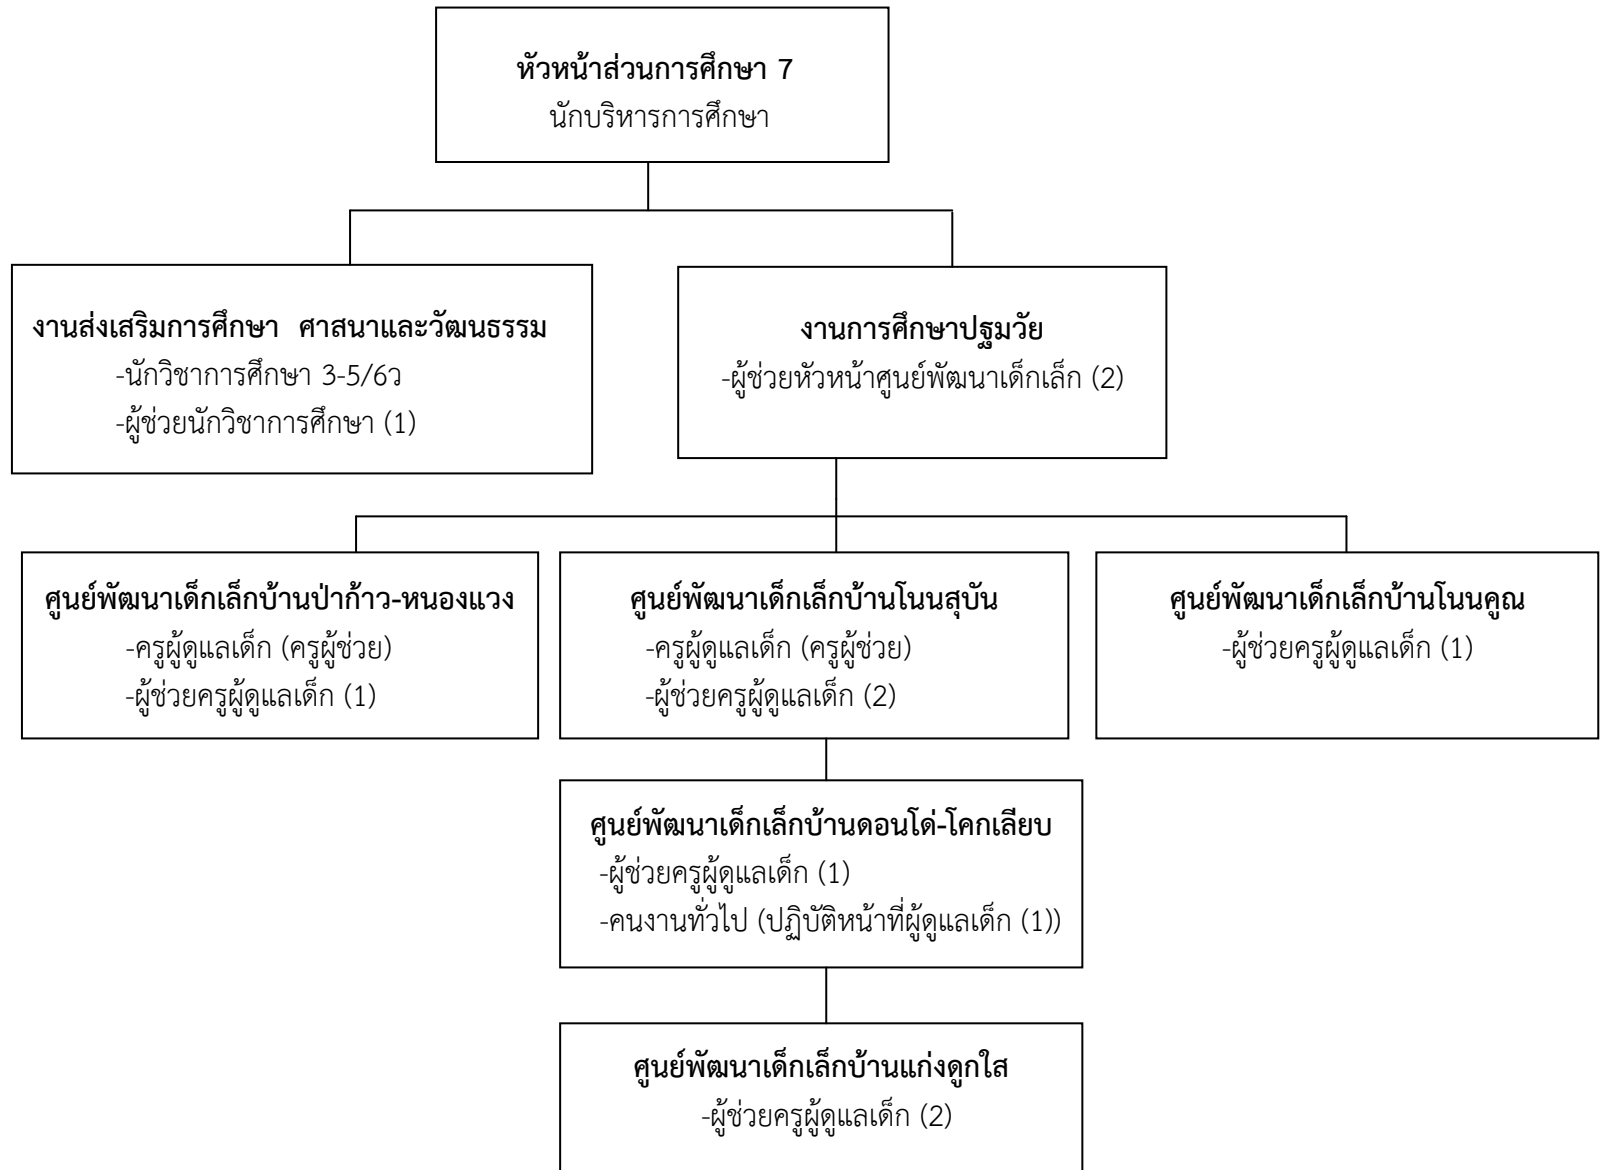 หัวหน้าส่วนการศึกษา 7
นักบริหารการศึกษา
งานส่งเสริมการศึกษา ศาสนาและวัฒนธรรม
-นักวิชาการศึกษา 3-5/6ว
-ผู้ช่วยนักวิชาการศึกษา (1)
งานการศึกษาปฐมวัย
-ผู้ช่วยหัวหน้าศูนย์พัฒนาเด็กเล็ก (2)
ศูนย์พัฒนาเด็กเล็กบ้านป่าก้าว-หนองแวง
-ครูผู้ดูแลเด็ก (ครูผู้ช่วย)
-ผู้ช่วยครูผู้ดูแลเด็ก (1)
ศูนย์พัฒนาเด็กเล็กบ้านโนนสุบัน
-ครูผู้ดูแลเด็ก (ครูผู้ช่วย)
-ผู้ช่วยครูผู้ดูแลเด็ก (2)
ศูนย์พัฒนาเด็กเล็กบ้านโนนคูณ
-ผู้ช่วยครูผู้ดูแลเด็ก (1)
ศูนย์พัฒนาเด็กเล็กบ้านดอนโด่-โคกเลียบ
-ผู้ช่วยครูผู้ดูแลเด็ก (1)
-คนงานทั่วไป (ปฏิบัติหน้าที่ผู้ดูแลเด็ก (1))
ศูนย์พัฒนาเด็กเล็กบ้านแก่งดูกใส
-ผู้ช่วยครูผู้ดูแลเด็ก (2)